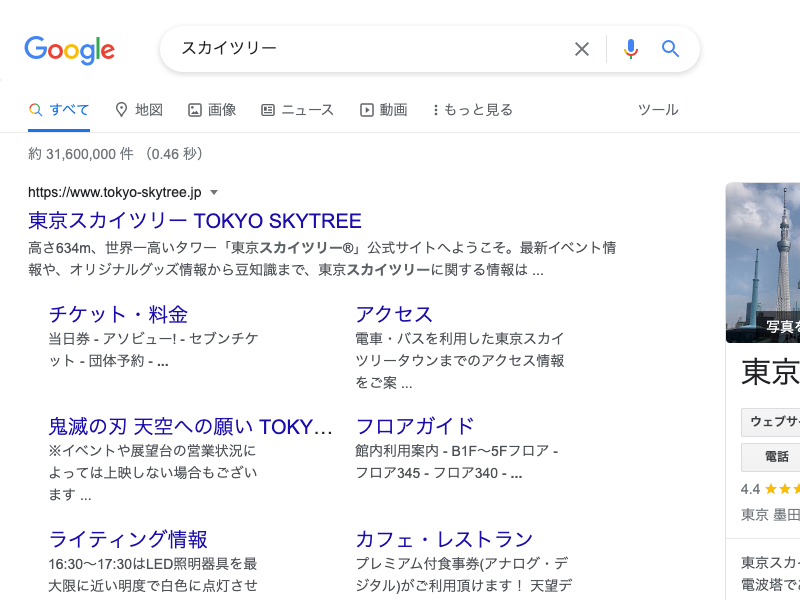 Google
スカイツリー
すべて 地図 画像 ニュース 動画 もっと見る ツール
約 31,600,000 件 （0.46 秒）
https://www.tokyo-skytree.jp
東京スカイツリー TOKYO SKYTREE
高さ634m、世界一高いタワー「東京スカイツリー®」公式サイトへようこそ。最新イベント情
報や、オリジナルグッズ情報から豆知識まで、東京スカイツリーに関する情報は ...
チケット・料金
当日券 - アソビュー! - セブンチケ
ット - 団体予約 - ...
アクセス
電車・バスを利用した東京スカイ
ツリータウンまでのアクセス情報
をご案 ...
鬼滅の刃 天空への願い TOKY...
※イベントや展望台の営業状況に
よっては上映しない場合もござい
ます ...
フロアガイド
館内利用案内 - B1F〜5Fフロア -
フロア345 - フロア340 - ...
ライティング情報
16:30〜17:30はLED照明器具を最
大限に近い明度で白色に点灯させ
カフェ・レストラン
プレミアム付食事券(アナログ・デ
ジタル)がご利用頂けます！ 天望デ
写真を
東京
ウェブサ
電話
4.4
東京 墨田
東京スカ
電波塔で